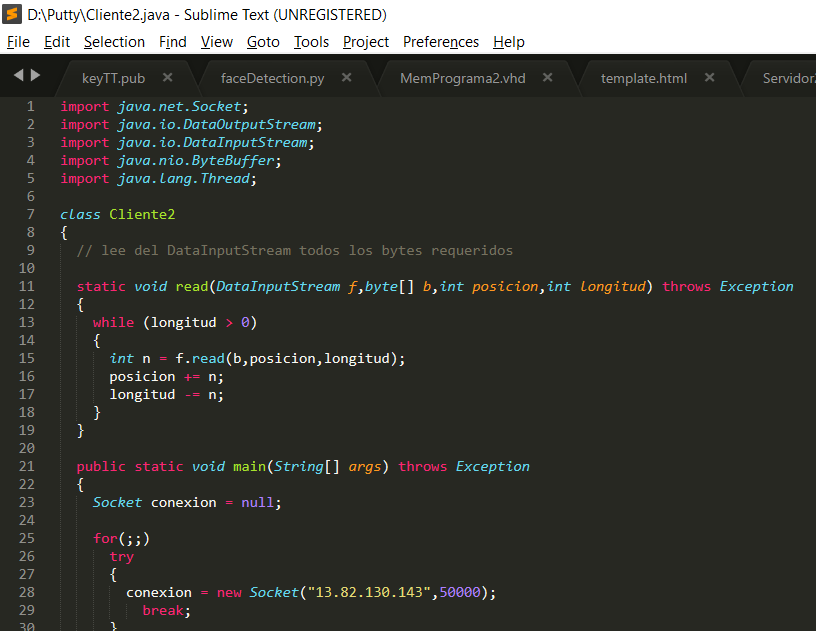 D:\Putty\Cliente2.java - Sublime Text (UNREGISTERED)
File Edit Selection Find View Goto Tools Project Preferences Help
keyTT.pub faceDetection.py MemPrograma2.vhd template.html Servidor2
1 import java.net.Socket;
2 import java.io.DataOutputStream;
3 import java.io.DataInputStream;
4 import java.nio.ByteBuffer;
5 import java.lang.Thread;
6
7 class Cliente2
8 {
9 // lee del DataInputStream todos los bytes requeridos
10
11 static void read(DataInputStream f,byte[] b,int posicion,int longitud) throws Exception
12 {
13 while (longitud > 0)
14 {
15 int n = f.read(b,posicion,longitud);
16 posicion += n;
17 longitud -= n;
18 }
19 }
20
21 public static void main(String[] args) throws Exception
22 {
23 Socket conexion = null;
24
25 for(;;)
26 try
27 {
28 conexion = new Socket("13.82.130.143",50000);
29 break;
30 }